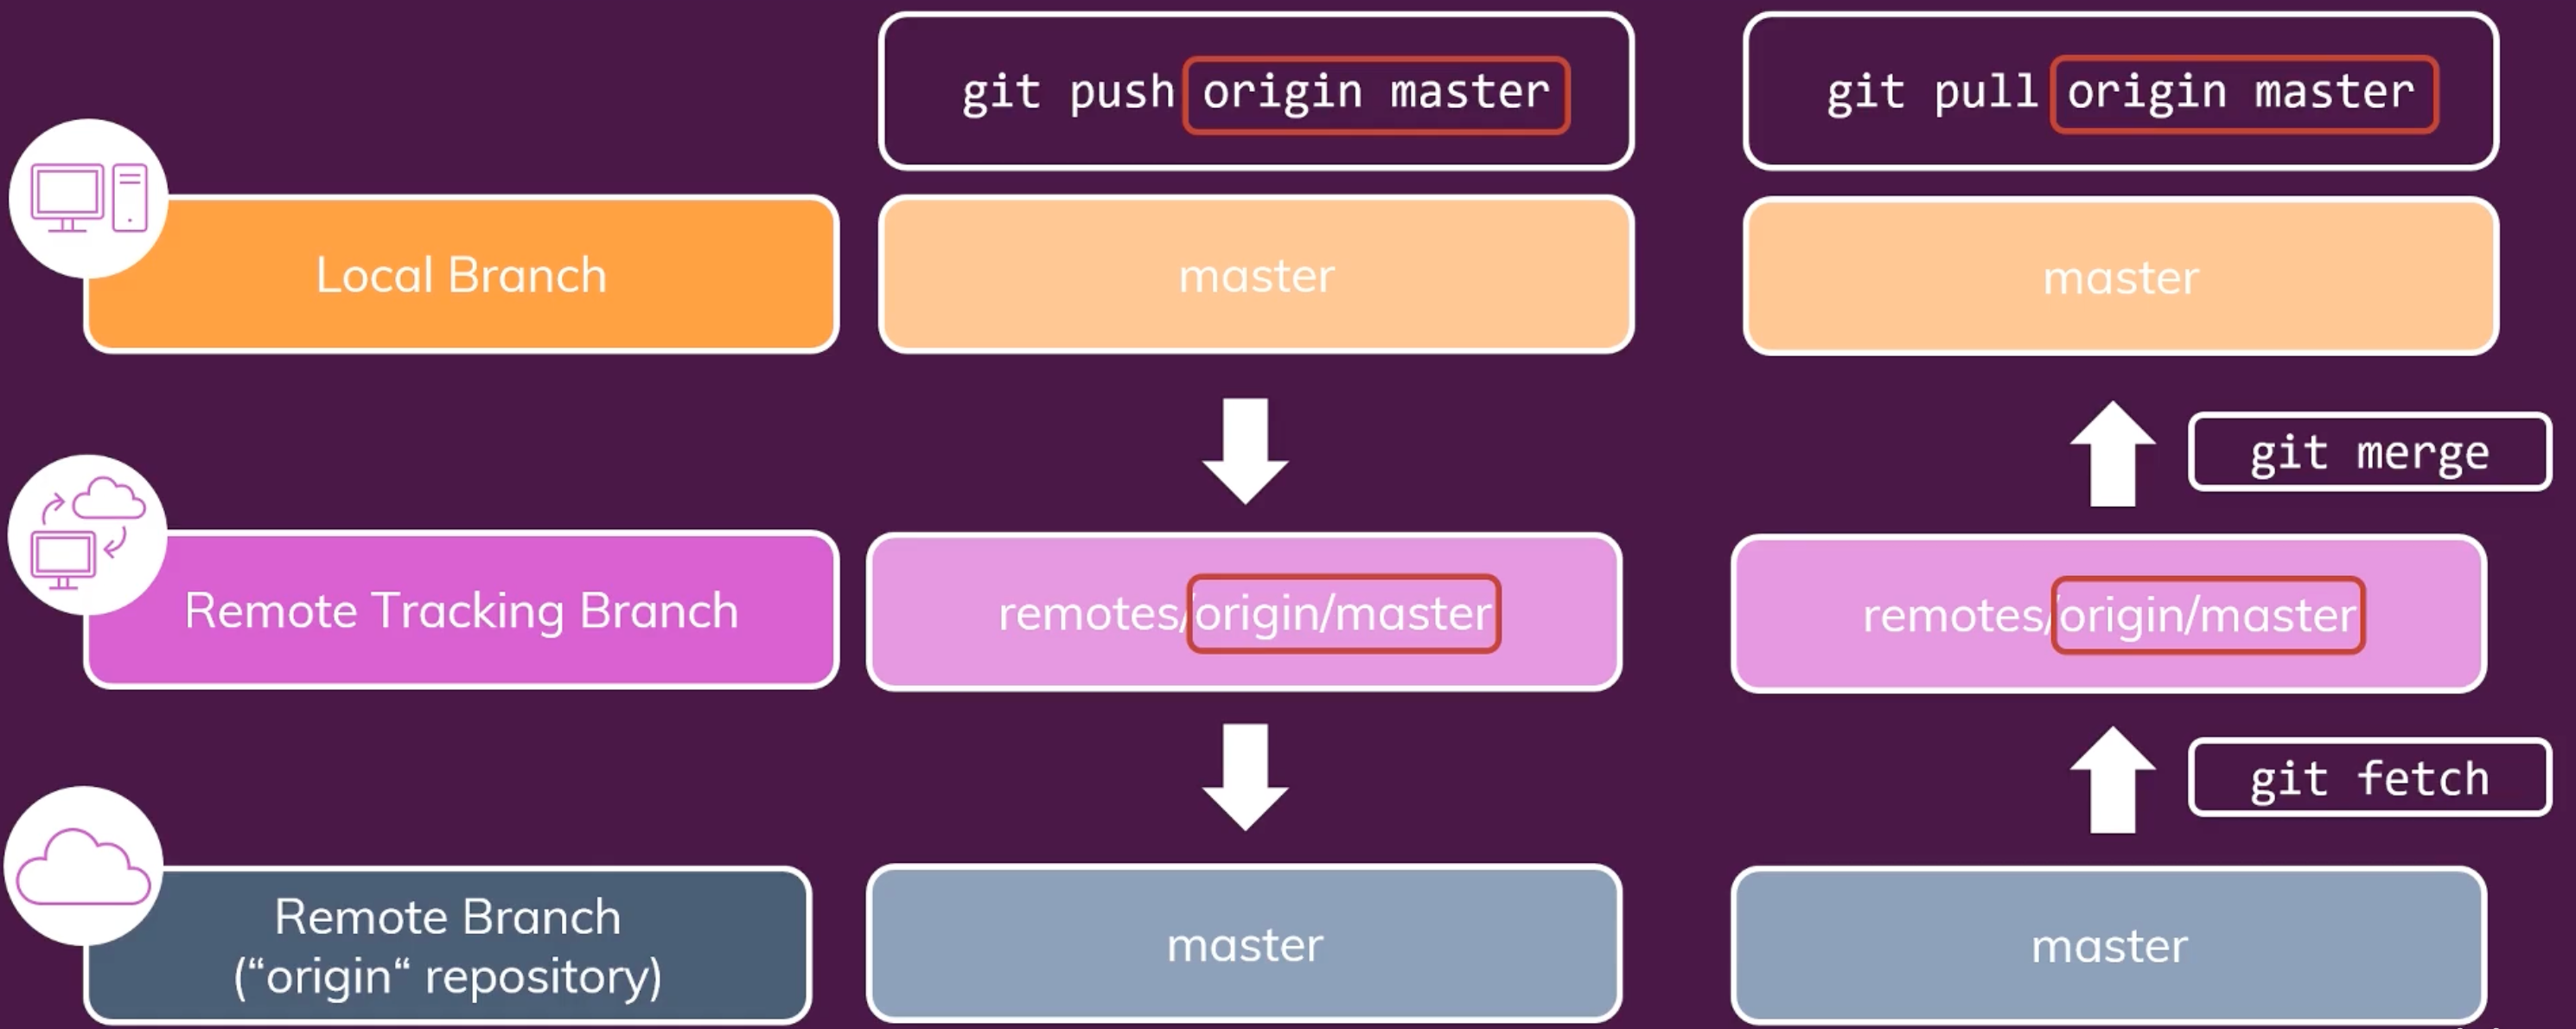 git push origin master
git pull origin master
Local Branch
master
master
git merge
Remote Tracking Branch
remotes/origin/master
remotes/origin/master
git fetch
Remote Branch
(“origin“ repository)
master
master